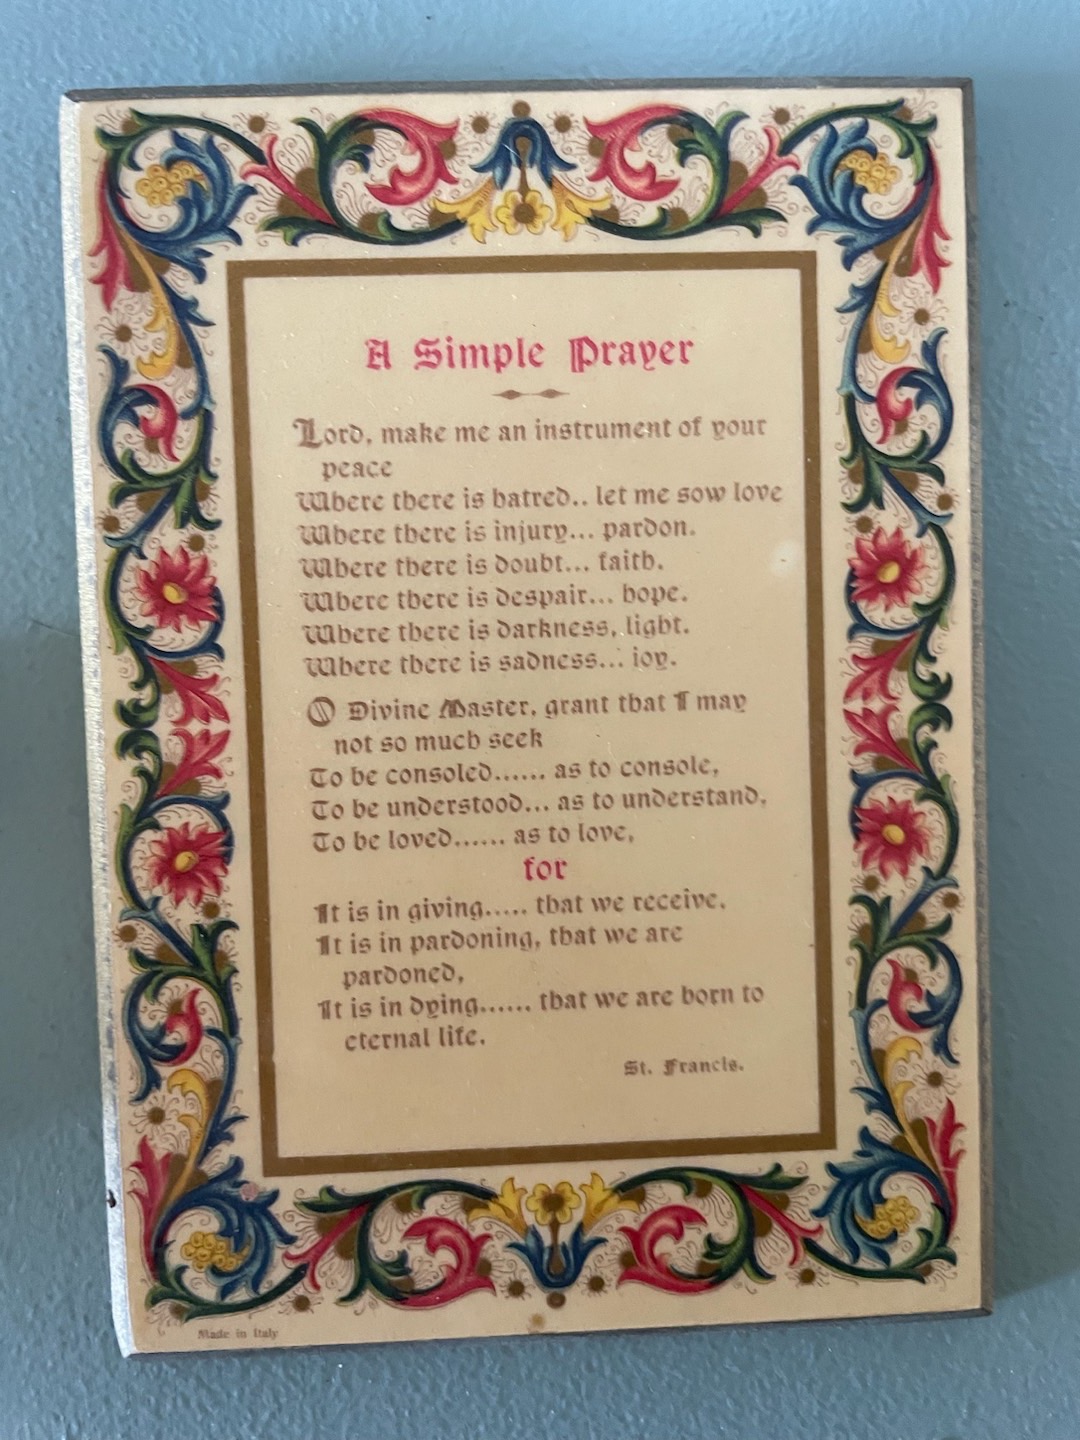 A Simple Prayer
Lord, make me an instrument of your
peace
Where there is hatred.. let me sow love
Where there is injury... pardon.
Where there is doubt... faith.
Where there is despair... hope.
Where there is darkness, light.
Where there is sadness... joy.
O Divine Master, grant that I may
not so much seek
To be consoled...... as to console,
To be understood... as to understand,
To be loved...... as to love,
for
It is in giving..... that we receive,
It is in pardoning, that we are
pardoned,
It is in dying...... that we are born to
eternal life.
St. Francis.
Made in Italy